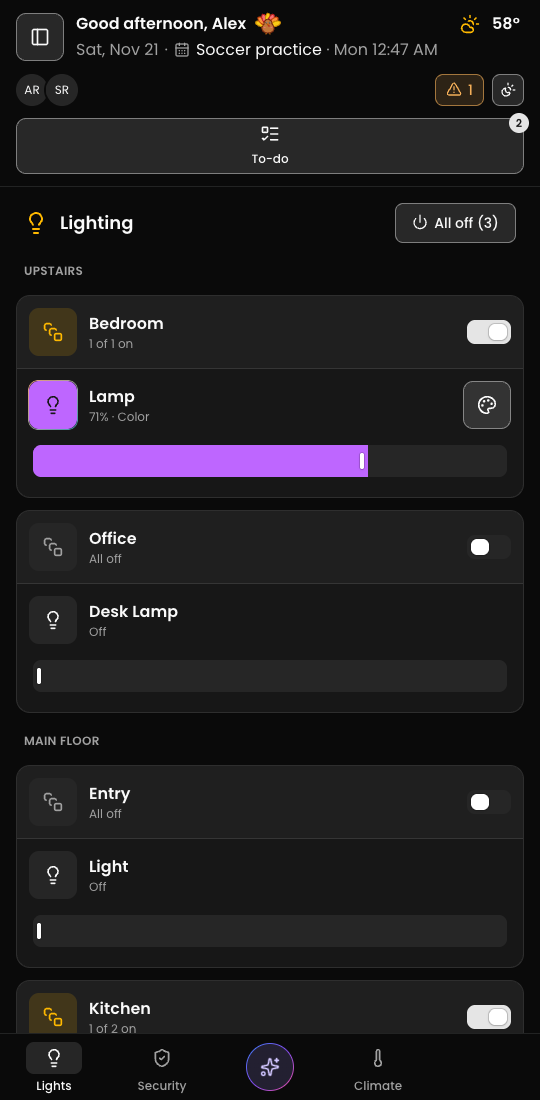 Good afternoon, Alex 🦃
58°
Sat, Nov 21 · Soccer practice · Mon 12:47 AM
AR
SR
1
2
To-do
Lighting
All off (3)
UPSTAIRS
Bedroom
1 of 1 on
Lamp
71% · Color
Office
All off
Desk Lamp
Off
MAIN FLOOR
Entry
All off
Light
Off
Kitchen
1 of 2 on
Lights
Security
Climate